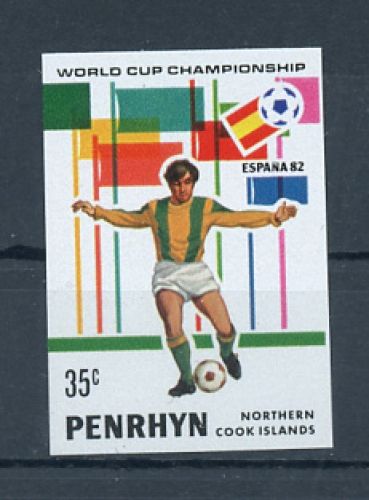 WORLD CUP CHAMPIONSHIP
ESPAÑA 82
35c
PENRHYN
NORTHERN
COOK ISLANDS